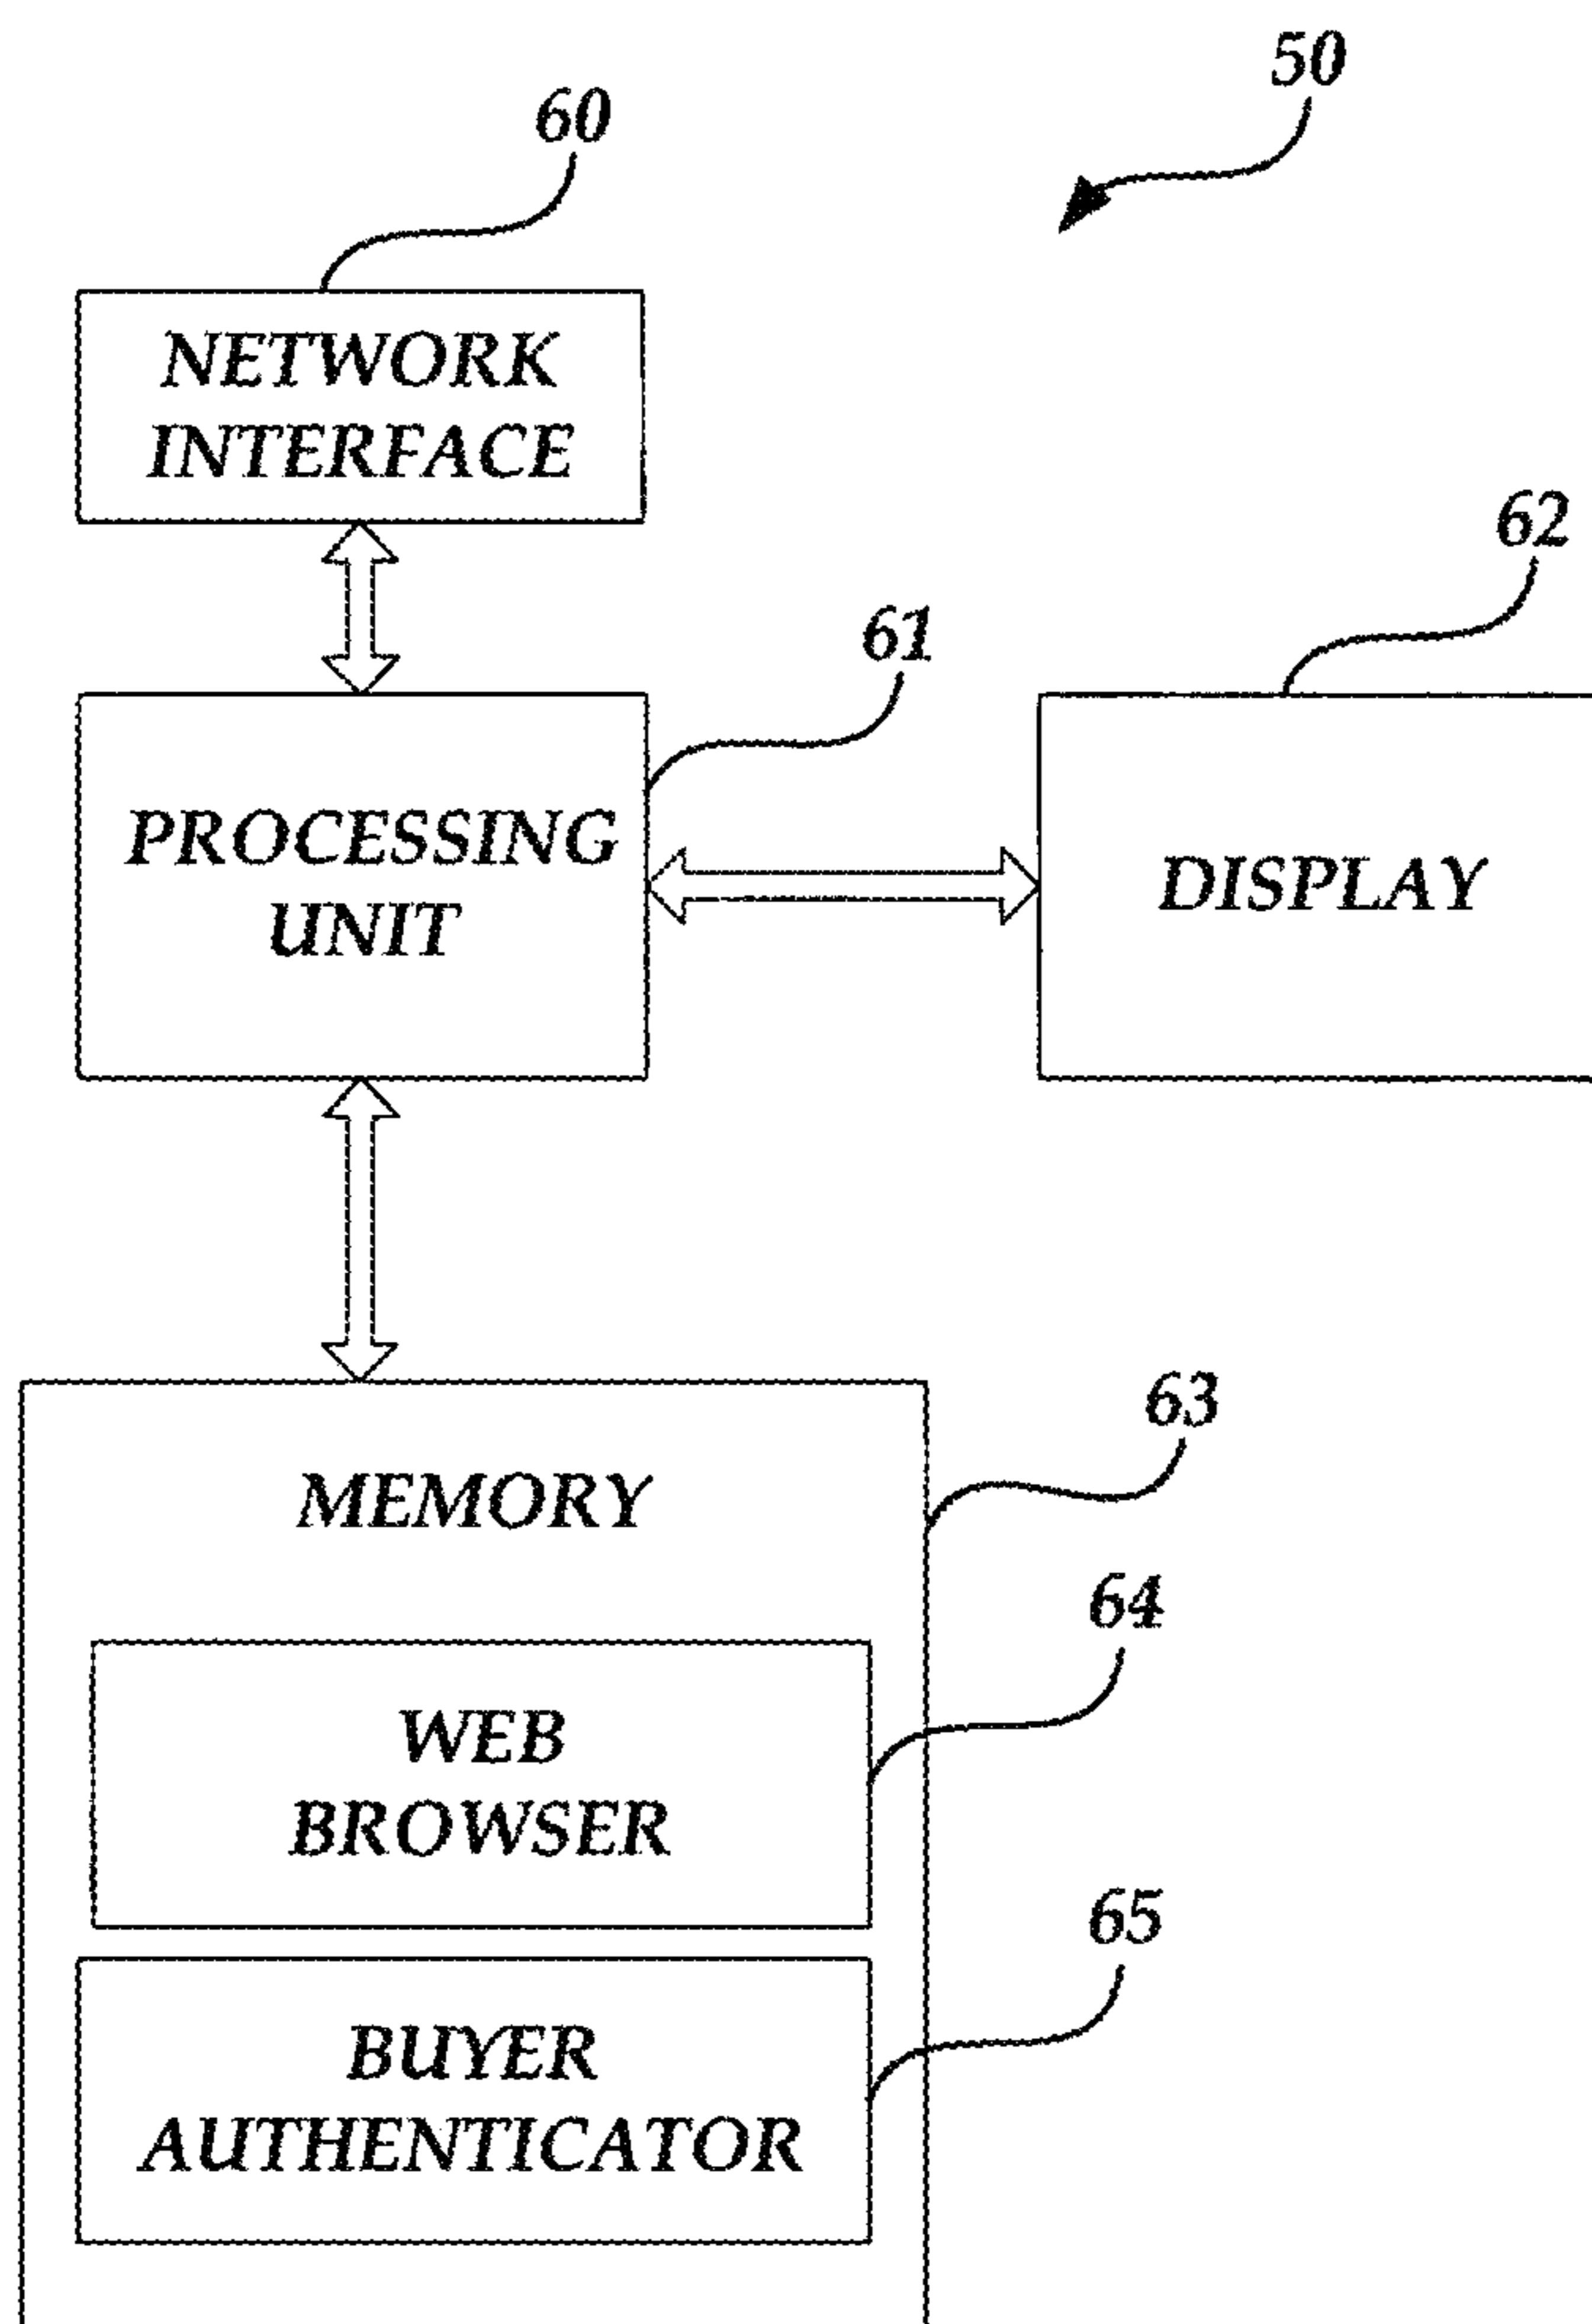 50
60
NETWORK
INTERFACE
62
61
PROCESSING
UNIT
DISPLAY
63
MEMORY
64
WEB
BROWSER
65
BUYER
AUTHENTICATOR